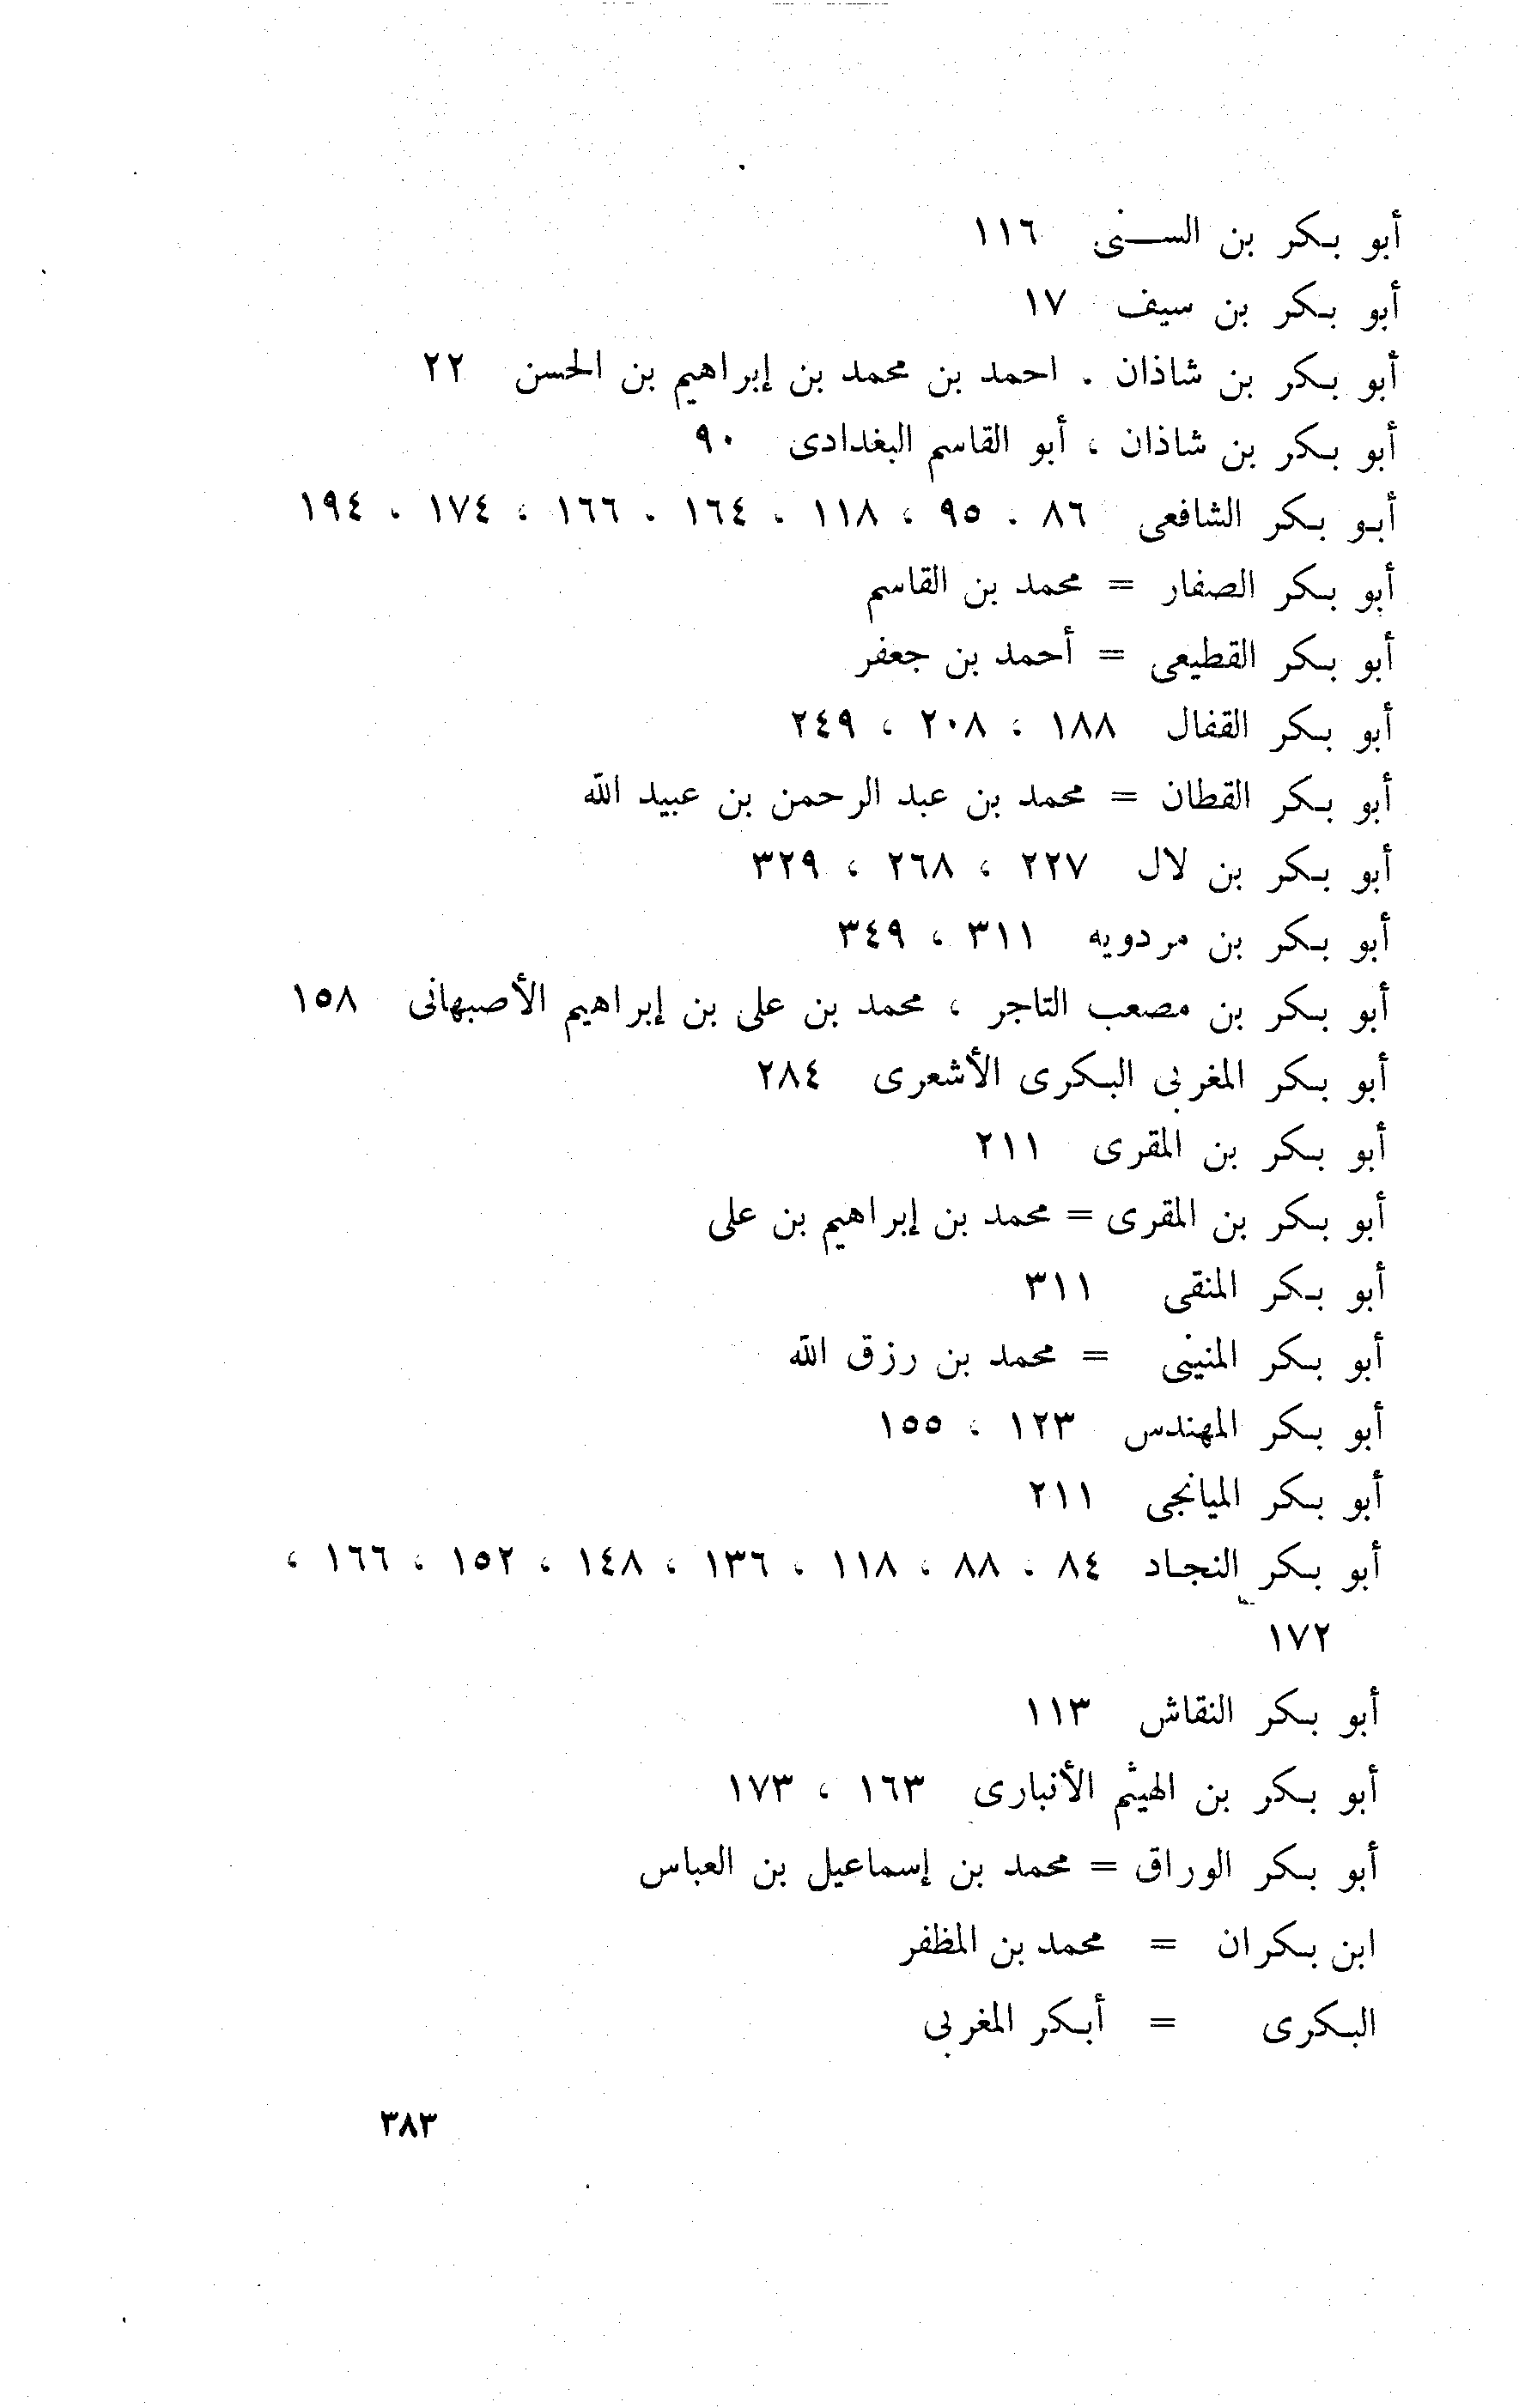 أبو بكر بن السنى ١١٦
أبو بكر بن سيف ١٧
أبو بكر بن شاذان . احمد بن محمد بن إبراهيم بن الحسن ٢٢
أبو بكر بن شاذان ، أبو القاسم البغدادى ٩٠
أبو بكر الشافعى ٨٦ ، ٩٥ ، ١١٨ ، ١٦٤ ، ١٦٦ ، ١٧٤ ، ١٩٤
أبو بكر الصفار = محمد بن القاسم
أبو بكر القطيعى = أحمد بن جعفر
أبو بكر القفال ١٨٨ ، ٢٠٨ ، ٢٤٩
أبو بكر القطان = محمد بن عبد الرحمن بن عبيد الله
أبو بكر بن لال ٢٢٧ ، ٢٦٨ ، ٣٢٩
أبو بكر بن مردويه ٣١١ ، ٣٤٩
أبو بكر بن مصعب التاجر ، محمد بن على بن إبراهيم الأصبهانى ١٥٨
أبو بكر المغربى البكرى الأشعرى ٢٨٤
أبو بكر بن المقرى ٢١١
أبو بكر بن المقرى = محمد بن إبراهيم بن على
أبو بكر المنقى ٣١١
أبو بكر المنينى = محمد بن رزق الله
أبو بكر المهندس ١٢٣ ، ١٥٥
أبو بكر الميانجى ٢١١
أبو بكر النجاد ٨٤ ، ٨٨ ، ١١٨ ، ١٣٦ ، ١٤٨ ، ١٥٢ ، ١٦٦ ،
١٧٢
أبو بكر النقاش ١١٣
أبو بكر بن الهيثم الأنبارى ١٦٣ ، ١٧٣
أبو بكر الوراق = محمد بن إسماعيل بن العباس
ابن بكران = محمد بن المظفر
البكرى = أبكر المغربى
٣٨٣